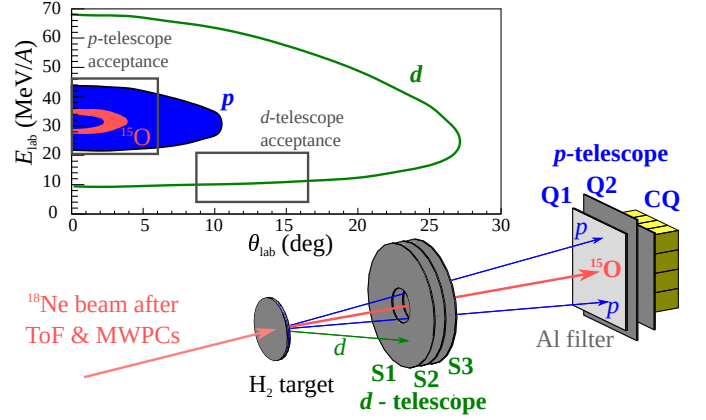 70
60
50
40
30
20
10
0
E_lab (MeV/A)
p-telescope
acceptance
d
p
d-telescope
acceptance
¹⁵O
0 5 10 15 20 25 30
θ_lab (deg)
p-telescope
Q1 Q2 CQ
p
¹⁵O
p
Al filter
¹⁸Ne beam after
ToF & MWPCs
d
H₂ target
S1 S2 S3
d - telescope